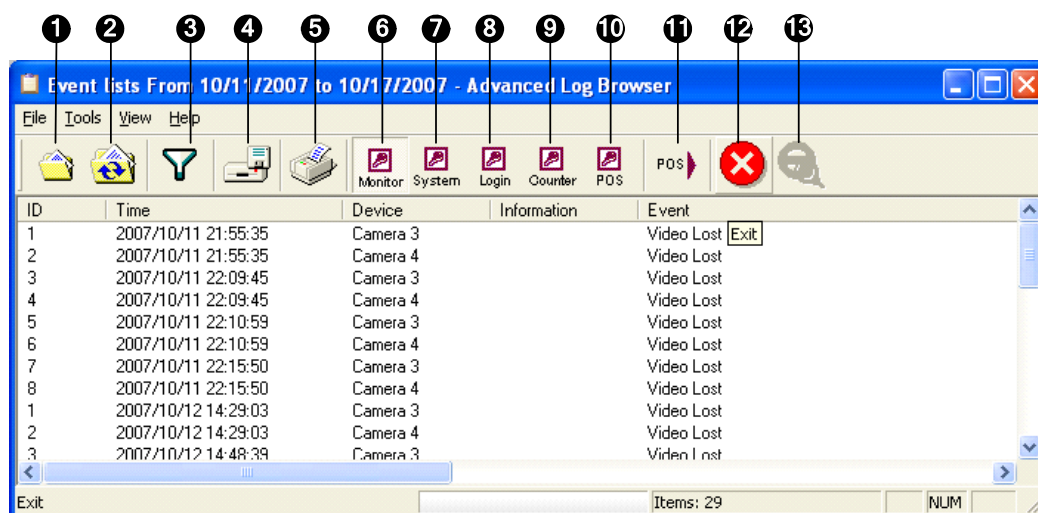 1 2 3 4 5 6 7 8 9 10 11 12 13
Event lists From 10/11/2007 to 10/17/2007 - Advanced Log Browser
File Tools View Help
Monitor System Login Counter POS POS
ID Time Device Information Event
1 2007/10/11 21:55:35 Camera 3 Video Lost Exit
2 2007/10/11 21:55:35 Camera 4 Video Lost
3 2007/10/11 22:09:45 Camera 3 Video Lost
4 2007/10/11 22:09:45 Camera 4 Video Lost
5 2007/10/11 22:10:59 Camera 3 Video Lost
6 2007/10/11 22:10:59 Camera 4 Video Lost
7 2007/10/11 22:15:50 Camera 3 Video Lost
8 2007/10/11 22:15:50 Camera 4 Video Lost
1 2007/10/12 14:29:03 Camera 3 Video Lost
2 2007/10/12 14:29:03 Camera 4 Video Lost
3 2007/10/12 14:48:39 Camera 3 Video Lost
Exit Items: 29 NUM